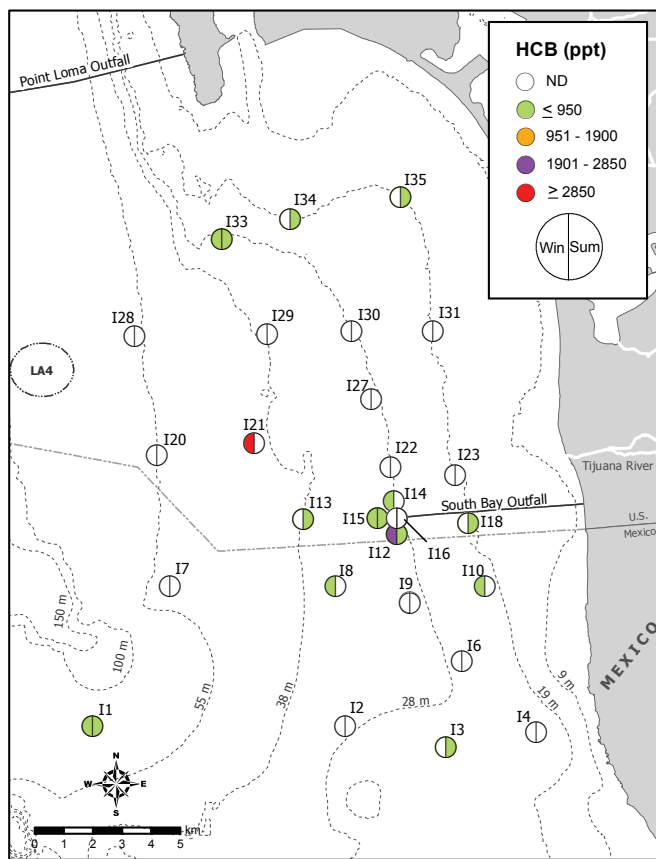 HCB (ppt)
ND
≤ 950
951 - 1900
1901 - 2850
≥ 2850
Win Sum
Point Loma Outfall
I35
I34
I33
I28
I29
I30
I31
LA4
I27
I21
I20
I22
I23
Tijuana River
I14
I13
South Bay Outfall
I15
I18
U.S.
Mexico
I12
I16
I7
I8
I9
I10
150 m
100 m
55 m
38 m
28 m
19 m
9 m
MEXICO
I6
I1
I2
I3
I4
N
W E
S
0 1 2 3 4 5
km